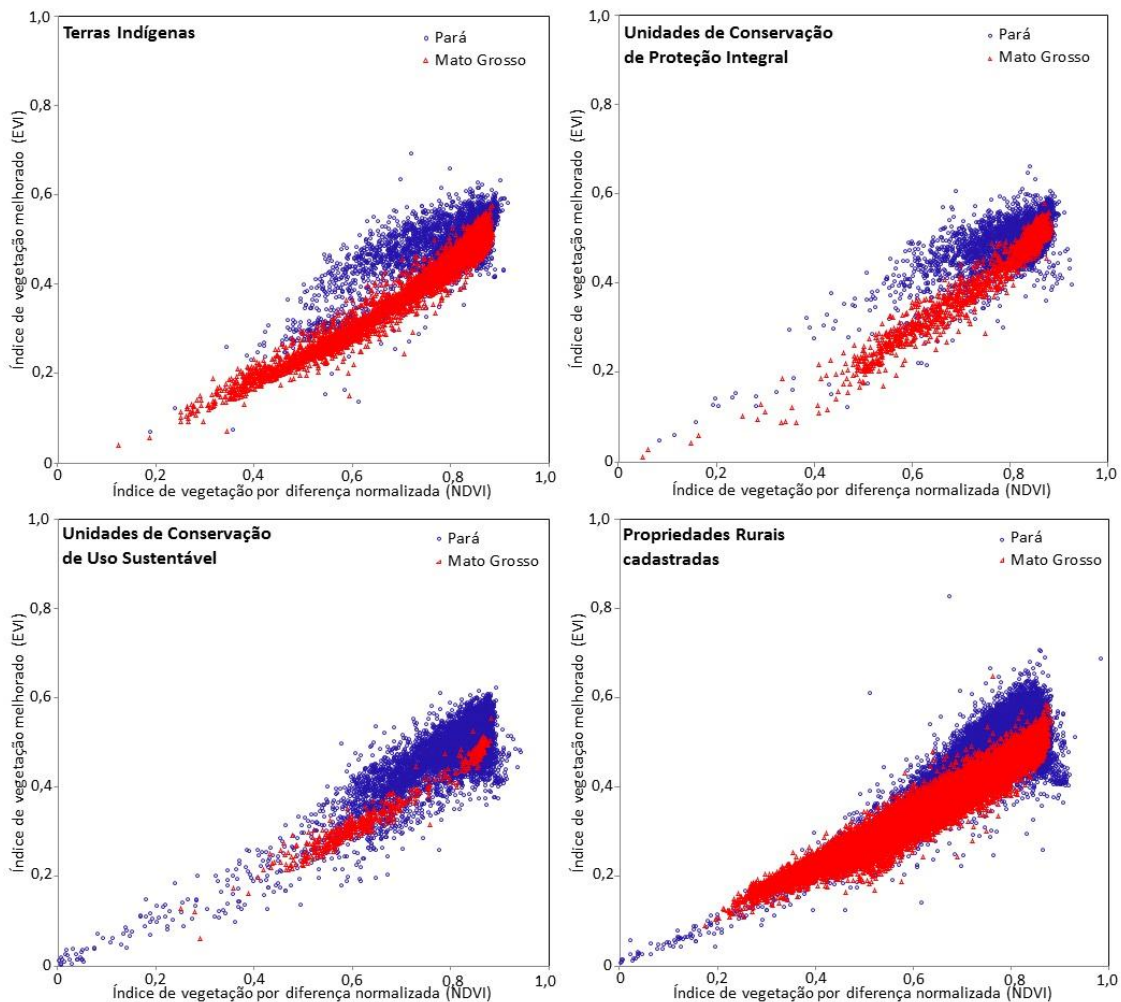 Terras Indígenas
Pará
Mato Grosso
1,0
0,8
0,6
0,4
0,2
0
Índice de vegetação melhorado (EVI)
0
0,2
0,4
0,6
0,8
1,0
Índice de vegetação por diferença normalizada (NDVI)
Unidades de Conservação
de Proteção Integral
Pará
Mato Grosso
1,0
0,8
0,6
0,4
0,2
0
Índice de vegetação melhorado (EVI)
0
0,2
0,4
0,6
0,8
1,0
Índice de vegetação por diferença normalizada (NDVI)
Unidades de Conservação
de Uso Sustentável
Pará
Mato Grosso
1,0
0,8
0,6
0,4
0,2
0
Índice de vegetação melhorado (EVI)
0
0,2
0,4
0,6
0,8
1,0
Índice de vegetação por diferença normalizada (NDVI)
Propriedades Rurais
cadastradas
Pará
Mato Grosso
1,0
0,8
0,6
0,4
0,2
0
Índice de vegetação melhorado (EVI)
0
0,2
0,4
0,6
0,8
1,0
Índice de vegetação por diferença normalizada (NDVI)